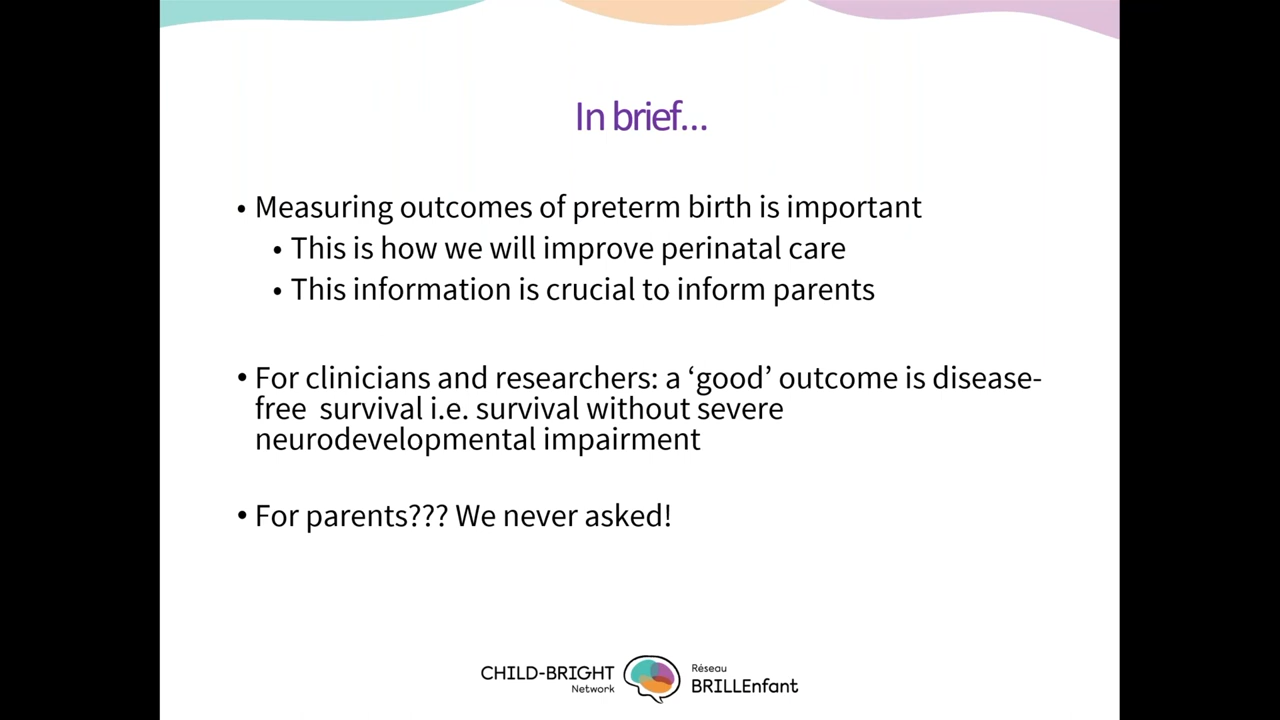 In brief...
• Measuring outcomes of preterm birth is important
• This is how we will improve perinatal care
• This information is crucial to inform parents
• For clinicians and researchers: a ‘good’ outcome is disease-
free  survival i.e. survival without severe
neurodevelopmental impairment
• For parents??? We never asked!
CHILD-BRIGHT
Network
Réseau
BRILLEnfant